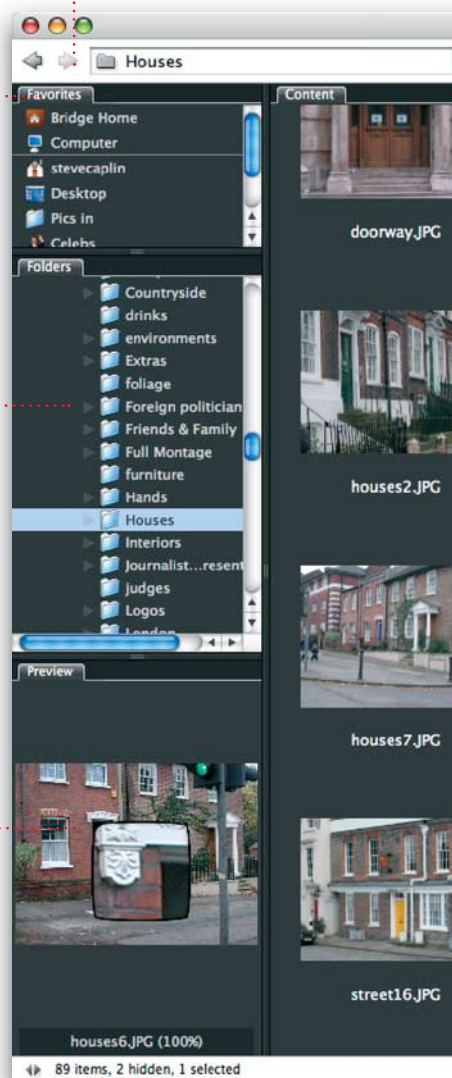 Houses
Favorites
Bridge Home
Computer
stevecaplin
Desktop
Pics in
Celebs
Folders
Countryside
drinks
environments
Extras
foliage
Foreign politician
Friends & Family
Full Montage
furniture
Hands
Houses
Interiors
Journalist...resent
judges
Logos
London
Preview
houses6.JPG (100%)
Content
doorway.JPG
houses2.JPG
houses7.JPG
street16.JPG
89 items, 2 hidden, 1 selected